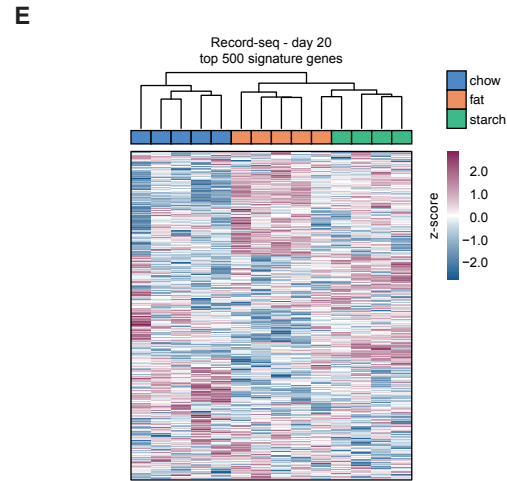 E
Record-seq - day 20
top 500 signature genes
chow
fat
starch
z-score
2.0
1.0
0.0
−1.0
−2.0